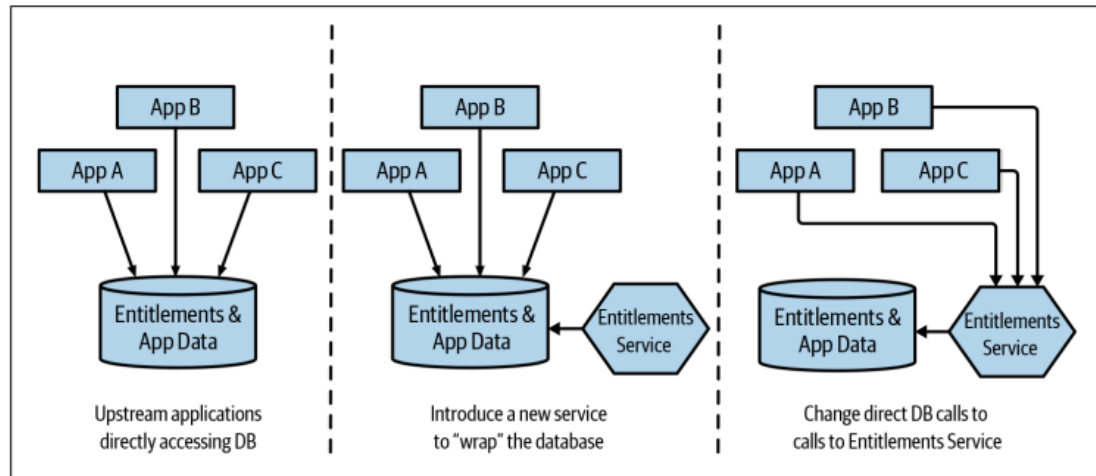 App B
App A
App C
Entitlements &
App Data
Upstream applications
directly accessing DB
App B
App A
App C
Entitlements &
App Data
Entitlements
Service
Introduce a new service
to “wrap” the database
App B
App A
App C
Entitlements &
App Data
Entitlements
Service
Change direct DB calls to
calls to Entitlements Service